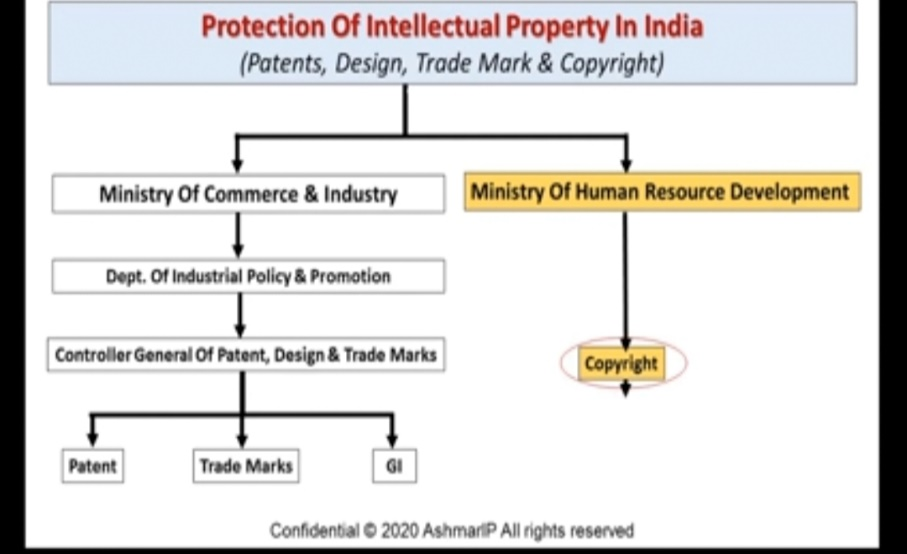 Protection Of Intellectual Property In India
(Patents, Design, Trade Mark & Copyright)
Ministry Of Commerce & Industry
Ministry Of Human Resource Development
Dept. Of Industrial Policy & Promotion
Controller General Of Patent, Design & Trade Marks
Copyright
Patent
Trade Marks
GI
Confidential © 2020 AshmarIP All rights reserved